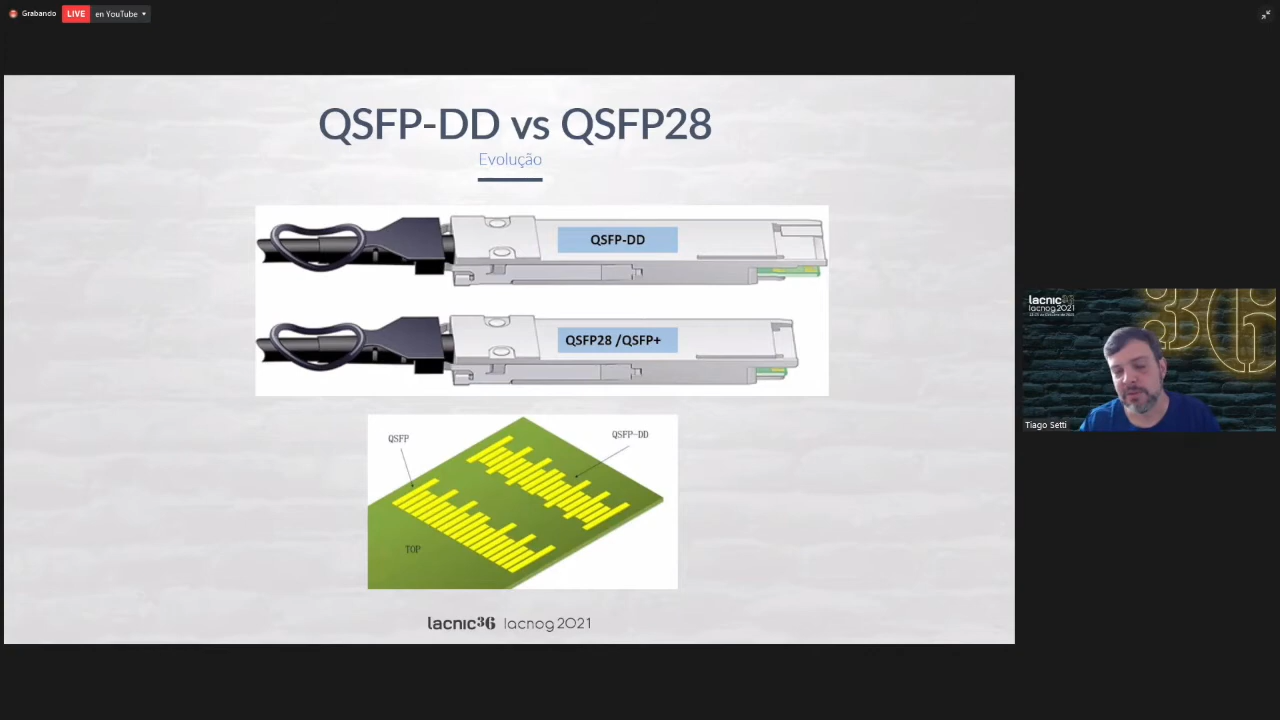 Grabando LIVE en YouTube
QSFP-DD vs QSFP28
Evolução
QSFP-DD
QSFP28 /QSFP+
QSFP
QSFP-DD
TOP
lacnic36 lacnog 2021
lacnic36
lacnog 2021
Tiago Setti
36